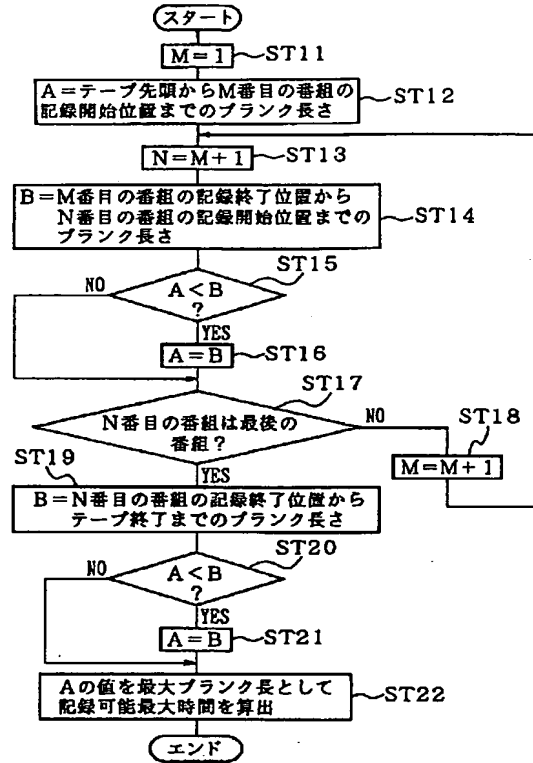 スタート
M=1
ST11
A=テープ先頭からM番目の番組の
記録開始位置までのブランク長さ
ST12
N=M+1
ST13
B=M番目の番組の記録終了位置から
N番目の番組の記録開始位置までの
ブランク長さ
ST14
ST15
NO
A<B
?
YES
A=B
ST16
ST17
N番目の番組は最後の
番組?
NO
ST18
M=M+1
YES
ST19
B=N番目の番組の記録終了位置から
テープ終了までのブランク長さ
ST20
NO
A<B
?
YES
A=B
ST21
Aの値を最大ブランク長として
記録可能最大時間を算出
ST22
エンド